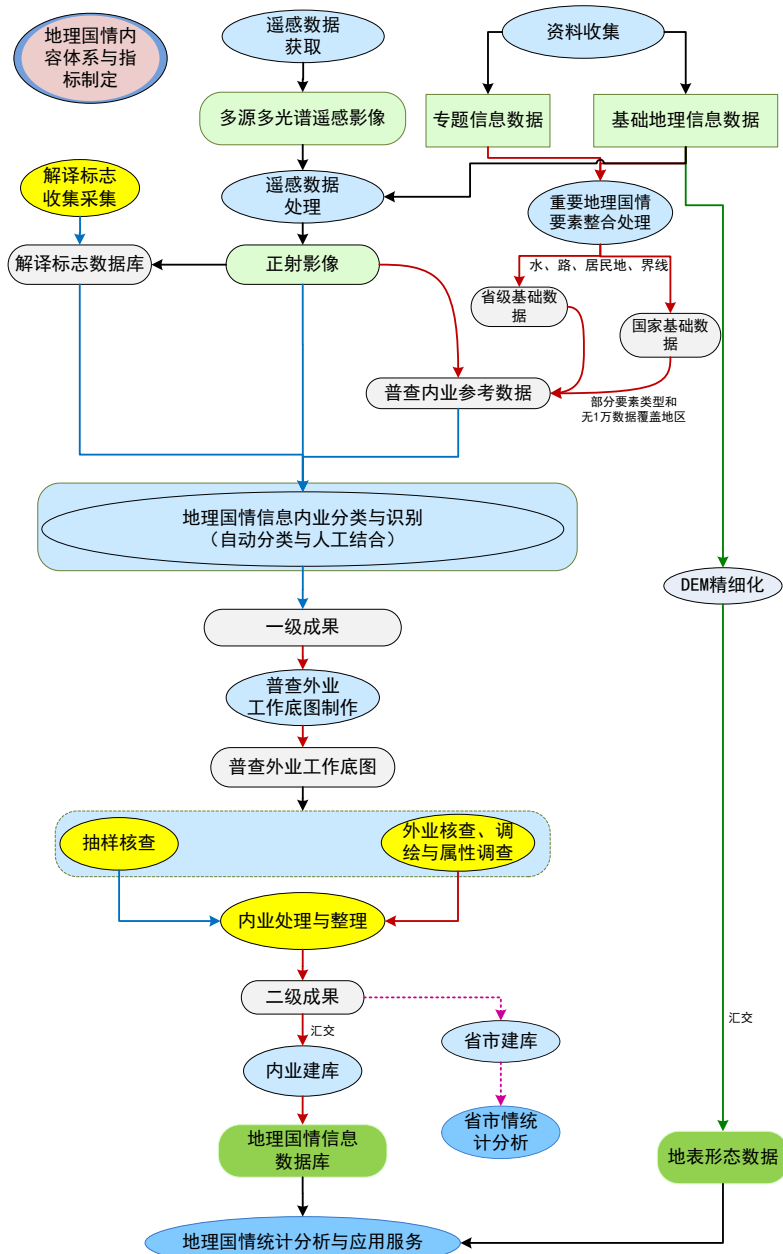 地理国情内
容体系与指
标制定
遥感数据
获取
资料收集
多源多光谱遥感影像
专题信息数据
基础地理信息数据
解译标志
收集采集
遥感数据
处理
重要地理国情
要素整合处理
解译标志数据库
正射影像
水、路、居民地、界线
省级基础数
据
国家基础数
据
普查内业参考数据
部分要素类型和
无1万数据覆盖地区
地理国情信息内业分类与识别
（自动分类与人工结合）
DEM精细化
一级成果
普查外业
工作底图制作
普查外业工作底图
抽样核查
外业核查、调
绘与属性调查
内业处理与整理
二级成果
汇交
省市建库
汇交
内业建库
省市情统
计分析
地理国情信息
数据库
地表形态数据
地理国情统计分析与应用服务